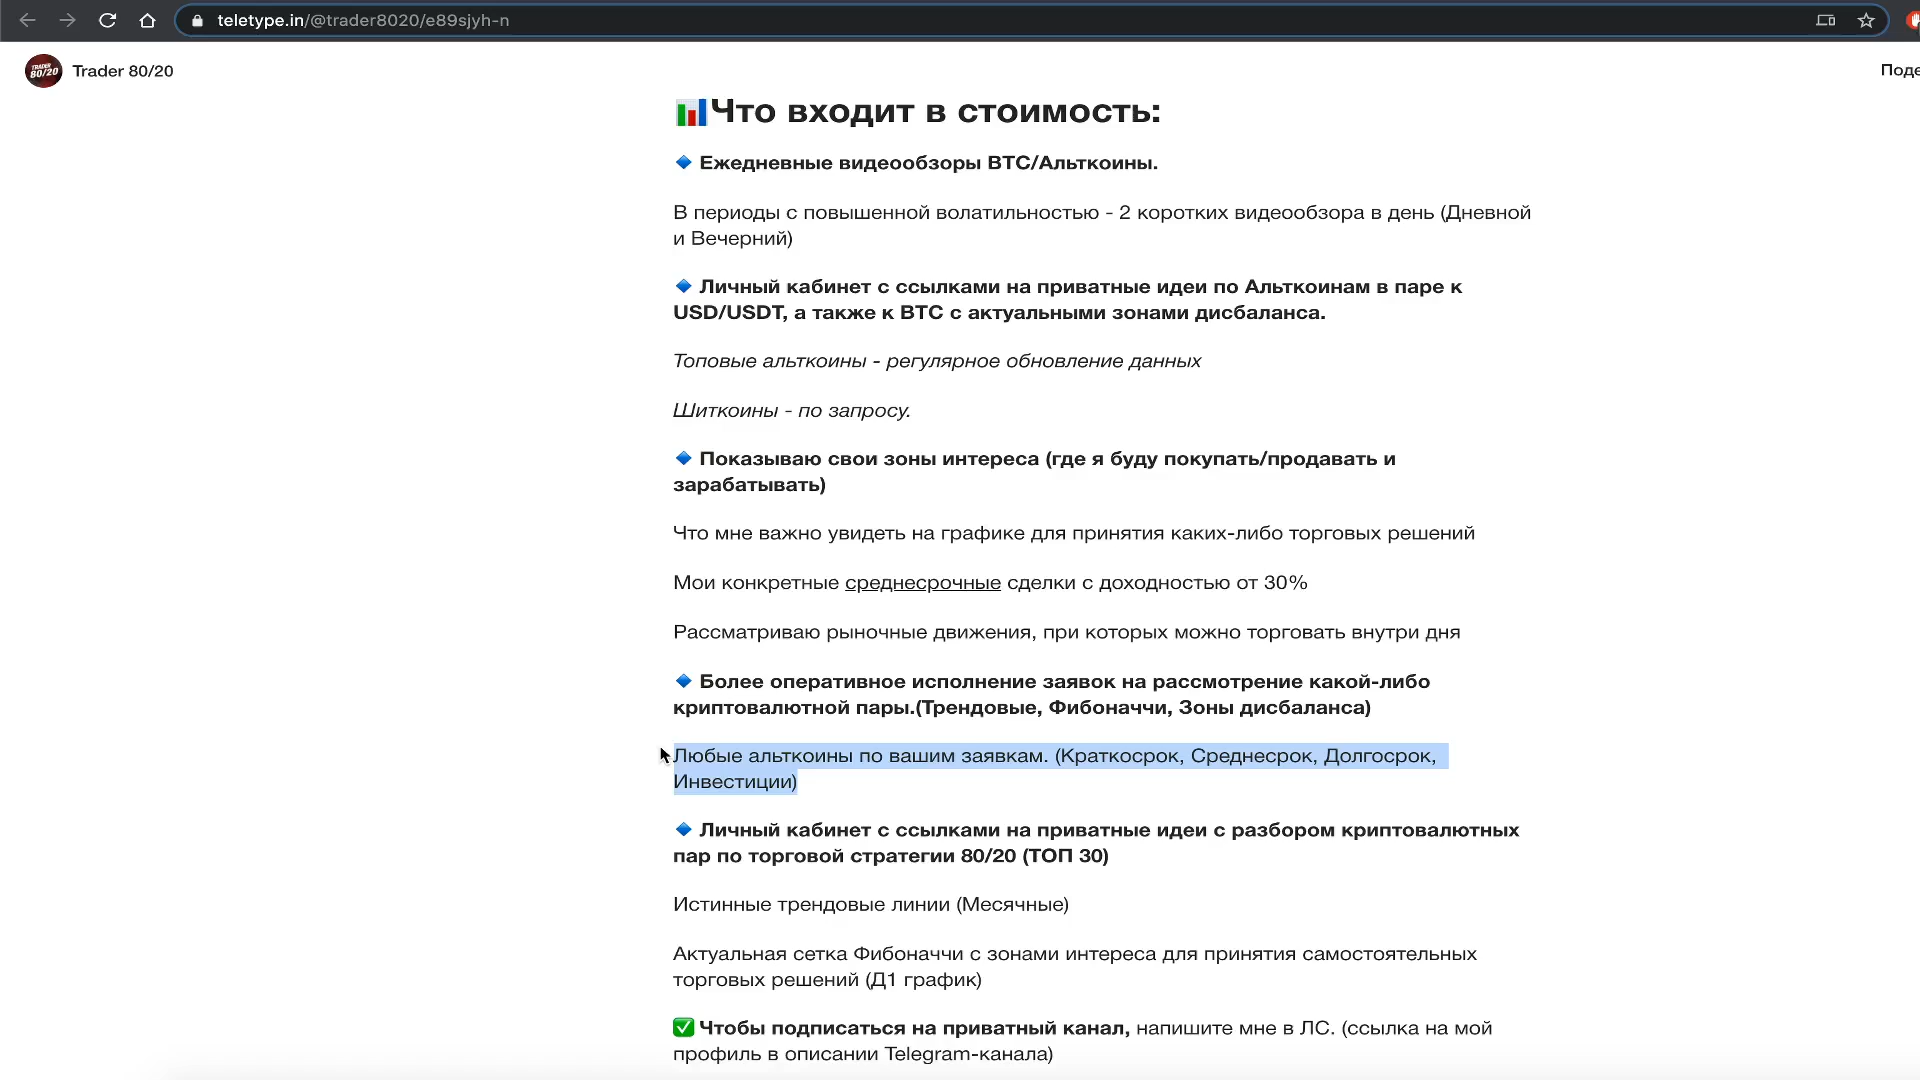 teletype.in/@trader8020/e89sjyh-n
TRADER
80/20
Trader 80/20
Поде
Что входит в стоимость:
Ежедневные видеообзоры BTC/Альткоины.
В периоды с повышенной волатильностью - 2 коротких видеообзора в день (Дневной
и Вечерний)
Личный кабинет с ссылками на приватные идеи по Альткоинам в паре к
USD/USDT, а также к BTC с актуальными зонами дисбаланса.
Топовые альткоины - регулярное обновление данных
Шиткоины - по запросу.
Показываю свои зоны интереса (где я буду покупать/продавать и
зарабатывать)
Что мне важно увидеть на графике для принятия каких-либо торговых решений
Мои конкретные среднесрочные сделки с доходностью от 30%
Рассматриваю рыночные движения, при которых можно торговать внутри дня
Более оперативное исполнение заявок на рассмотрение какой-либо
криптовалютной пары.(Трендовые, Фибоначчи, Зоны дисбаланса)
Любые альткоины по вашим заявкам. (Краткосрок, Среднесрок, Долгосрок,
Инвестиции)
Личный кабинет с ссылками на приватные идеи с разбором криптовалютных
пар по торговой стратегии 80/20 (ТОП 30)
Истинные трендовые линии (Месячные)
Актуальная сетка Фибоначчи с зонами интереса для принятия самостоятельных
торговых решений (Д1 график)
Чтобы подписаться на приватный канал, напишите мне в ЛС. (ссылка на мой
профиль в описании Telegram-канала)